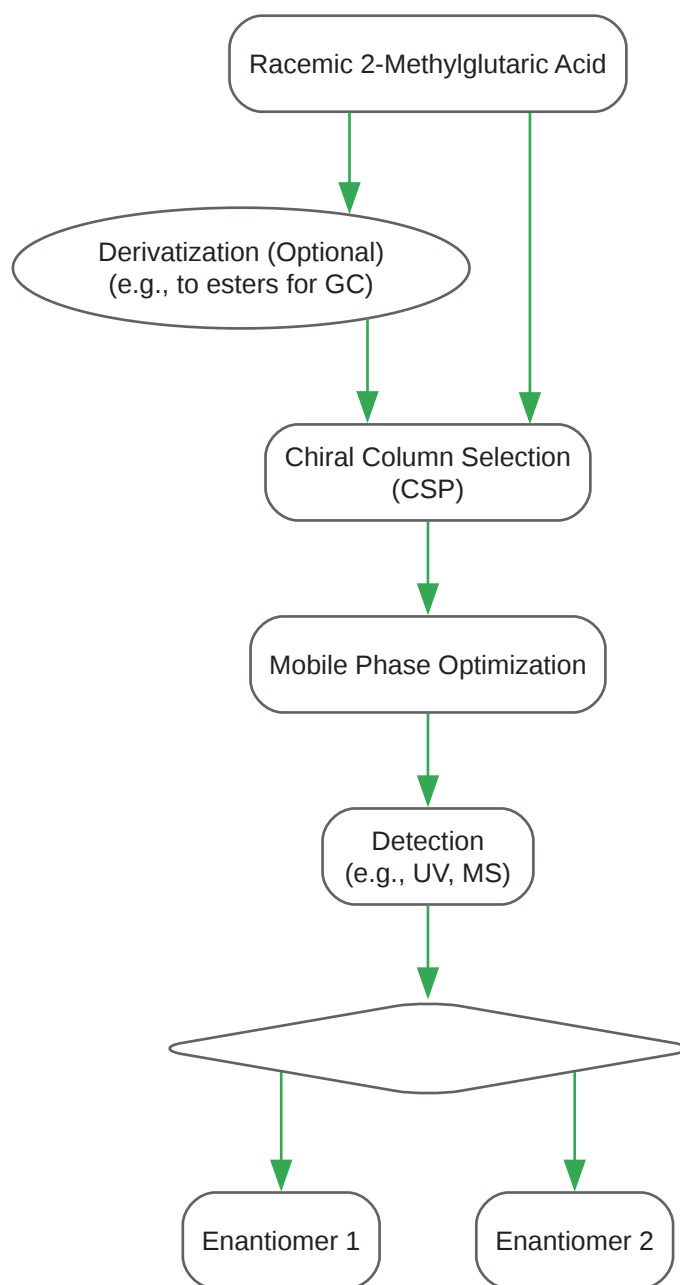 Racemic 2-Methylglutaric Acid
Derivatization (Optional)
(e.g., to esters for GC)
Chiral Column Selection
(CSP)
Mobile Phase Optimization
Detection
(e.g., UV, MS)
Enantiomer 1
Enantiomer 2